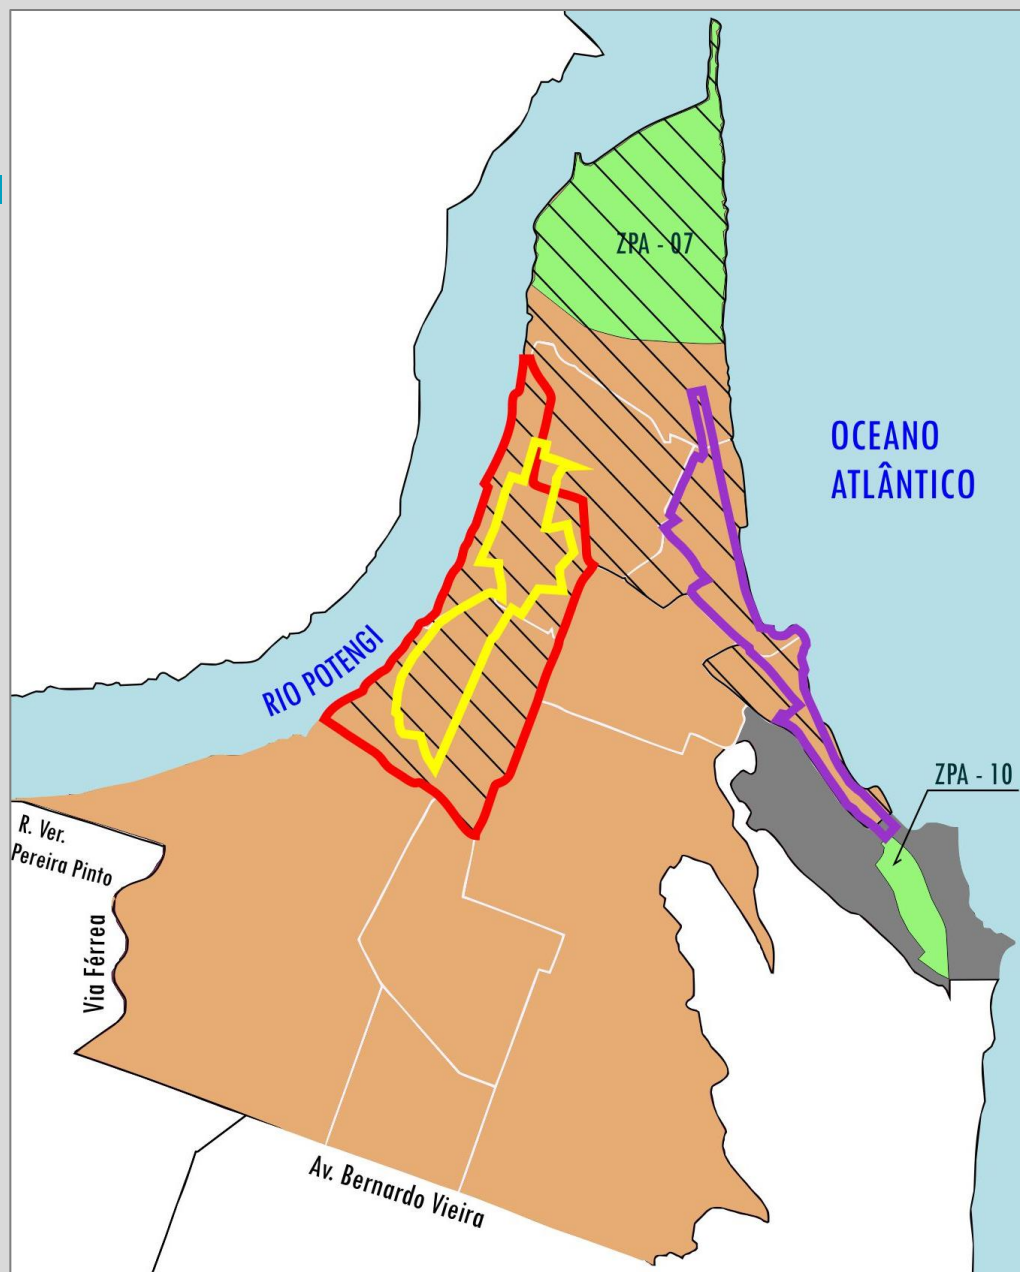 ZPA - 07
OCEANO
ATLÂNTICO
RIO POTENGI
ZPA - 10
R. Ver.
Pereira Pinto
Via Férrea
Av. Bernardo Vieira